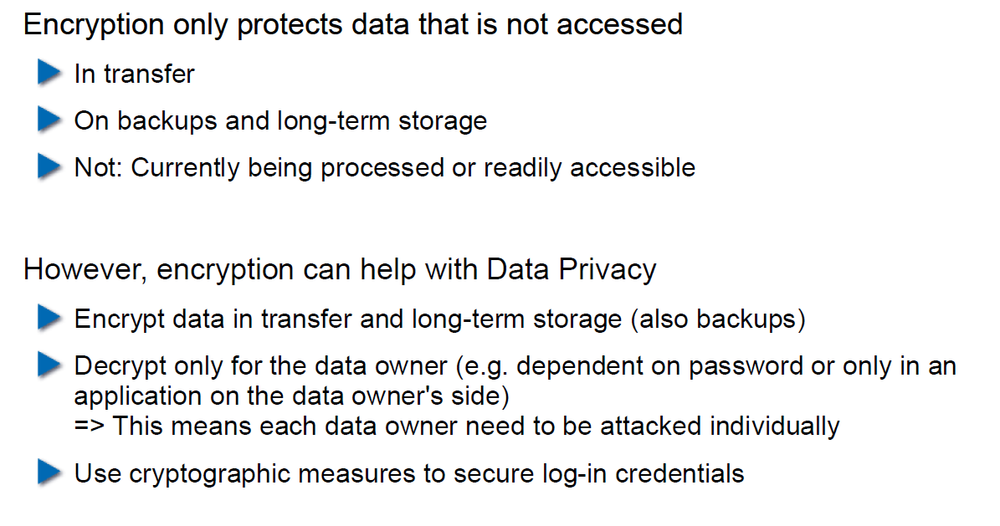 Encryption only protects data that is not accessed
In transfer
On backups and long-term storage
Not: Currently being processed or readily accessible
However, encryption can help with Data Privacy
Encrypt data in transfer and long-term storage (also backups)
Decrypt only for the data owner (e.g. dependent on password or only in an
application on the data owner's side)
=> This means each data owner need to be attacked individually
Use cryptographic measures to secure log-in credentials